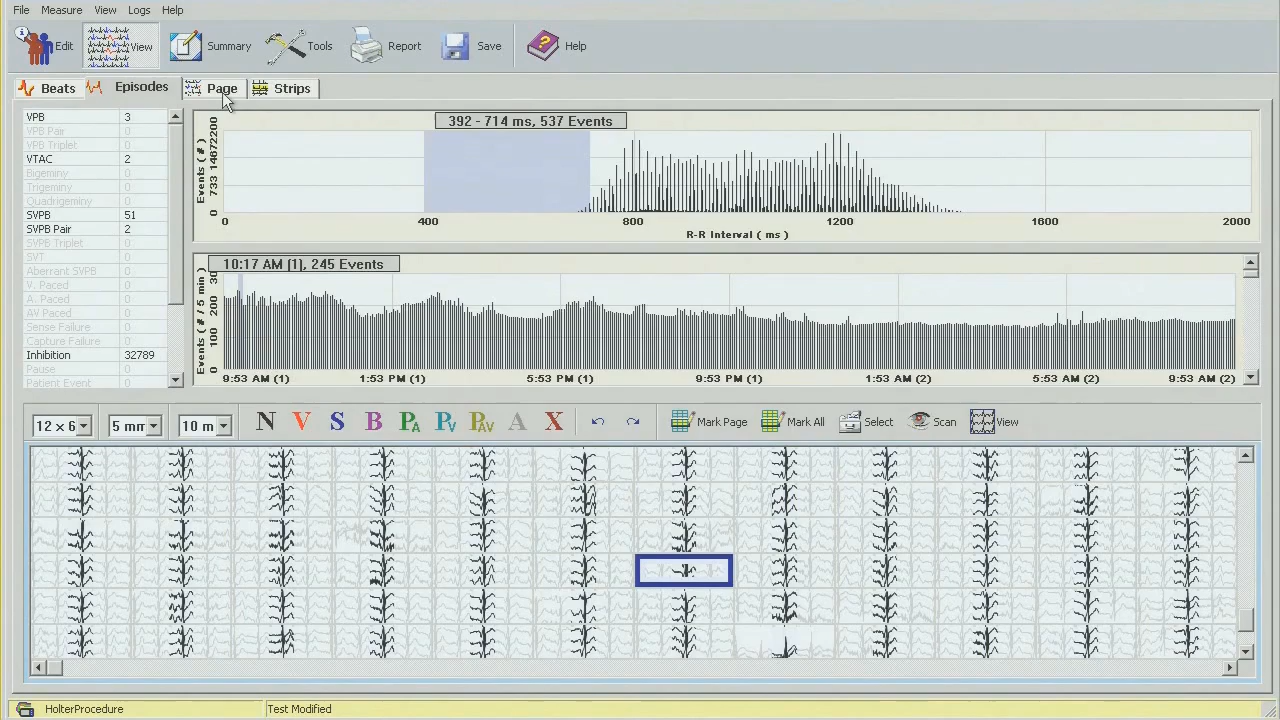 File Measure View Logs Help
Edit View Summary Tools Report Save Help
Beats Episodes Page Strips
VPB 3
VPB Pair 0
VPB Triplet 0
VTAC 2
Bigeminy 0
Trigeminy 0
Quadrigeminy 0
SVPB 51
SVPB Pair 2
SVPB Triplet 0
SVT 0
Aberrant SVPB 0
V. Paced 0
A. Paced 0
AV Paced 0
Sense Failure 0
Capture Failure 0
Inhibition 32789
Pause 0
Patient Event 0
392 - 714 ms, 537 Events
Events ( # )
0 733 1467 2200
0 400 800 1200 1600 2000
R-R Interval ( ms )
10:17 AM [1], 245 Events
Events ( # / 5 min )
0 100 200 30
9:53 AM (1) 1:53 PM (1) 5:53 PM (1) 9:53 PM (1) 1:53 AM (2) 5:53 AM (2) 9:53 AM (2)
12 x 6 5 mm 10 m N V S B PA PV PAV A X Mark Page Mark All Select Scan View
HolterProcedure Test Modified